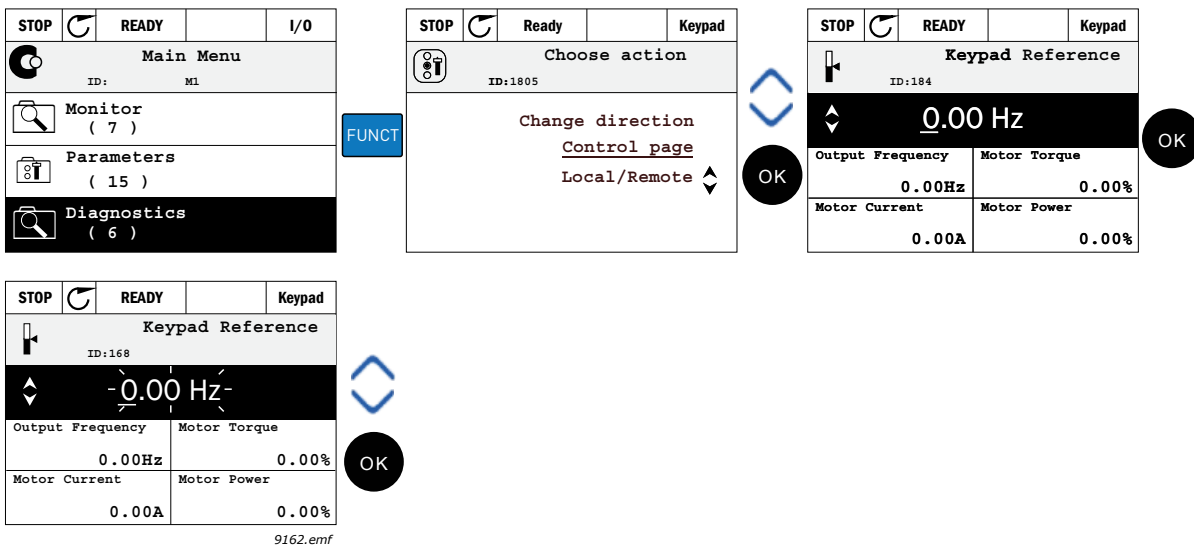 STOP READY I/O
Main Menu
ID: M1
Monitor
( 7 )
Parameters
( 15 )
Diagnostics
( 6 )
FUNCT
STOP Ready Keypad
Choose action
ID:1805
Change direction
Control page
Local/Remote
OK
STOP READY Keypad
Keypad Reference
ID:184
0.00 Hz
Output Frequency Motor Torque
0.00Hz 0.00%
Motor Current Motor Power
0.00A 0.00%
OK
STOP READY Keypad
Keypad Reference
ID:168
0.00 Hz
Output Frequency Motor Torque
0.00Hz 0.00%
Motor Current Motor Power
0.00A 0.00%
OK
9162.emf